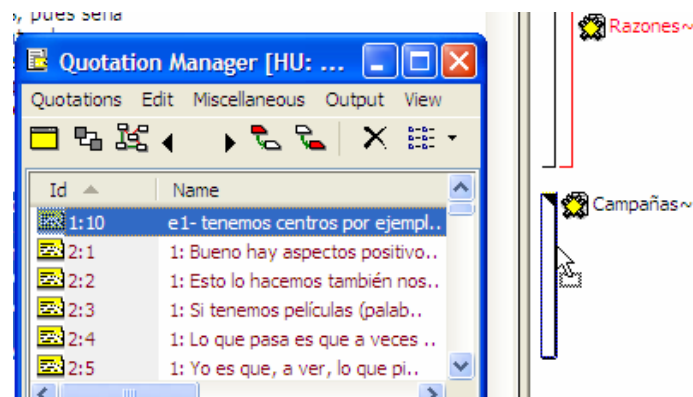 , pues sería
Quotation Manager [HU: ...
Quotations Edit Miscellaneous Output View
Id Name
1:10 e1- tenemos centros por ejempl..
2:1 1: Bueno hay aspectos positivo..
2:2 1: Esto lo hacemos también nos..
2:3 1: Si tenemos películas (palab..
2:4 1: Lo que pasa es que a veces ..
2:5 1: Yo es que, a ver, lo que pi..
Razones~
Campañas~